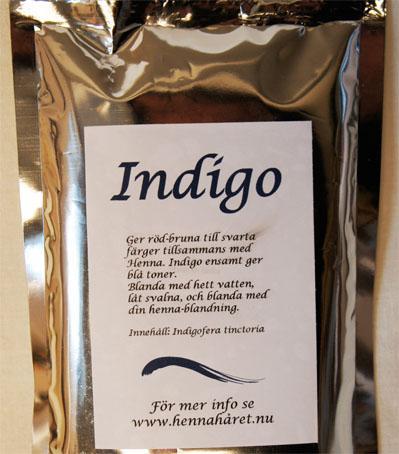 Indigo
Ger röd-bruna till svarta
färger tillsammans med
Henna. Indigo ensamt ger
blå toner.
Blanda med hett vatten,
låt svalna, och blanda med
din henna-blandning.
Innehåll: Indigofera tinctoria
För mer info se
www.hennahåret.nu